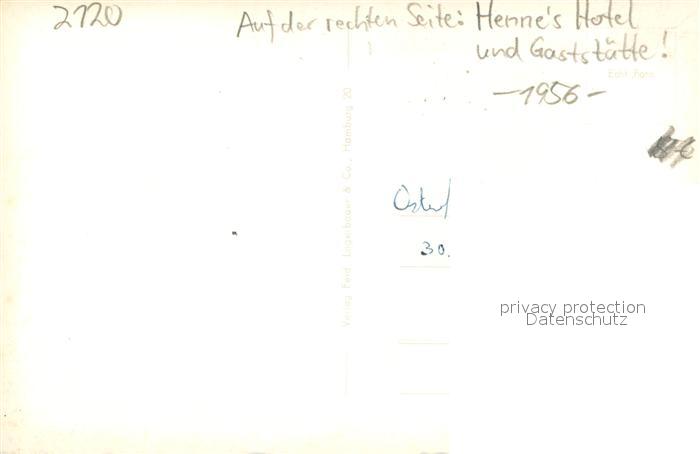 2120
Auf der rechten Seite: Henne's Hotel
und Gaststätte!
Echt Foto
-1956-
Verlag Ferd. Lagerbauer & Co., Hamburg 20
30.
privacy protection
Datenschutz